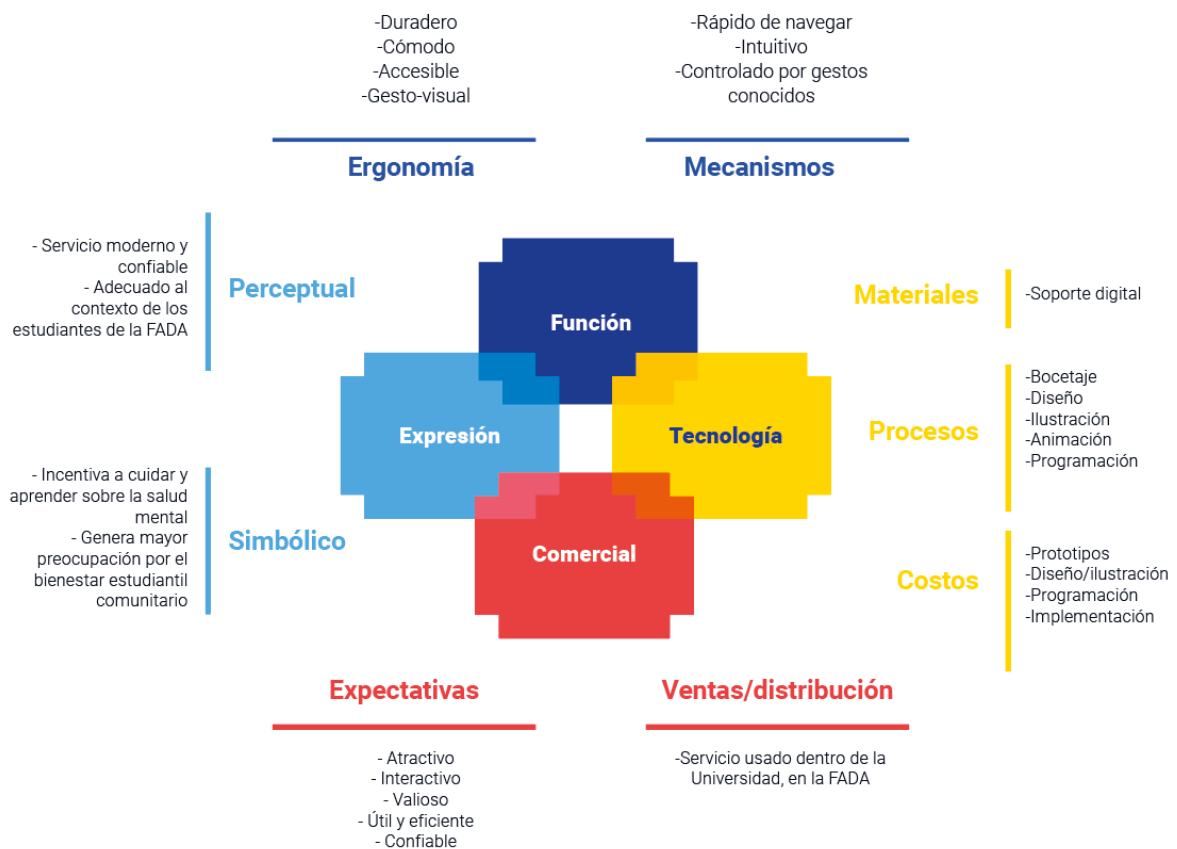 -Duradero
-Cómodo
-Accesible
-Gesto-visual
Ergonomía
-Rápido de navegar
-Intuitivo
-Controlado por gestos
conocidos
Mecanismos
- Servicio moderno y
confiable
- Adecuado al
contexto de los
estudiantes de la FADA
Perceptual
- Incentiva a cuidar y
aprender sobre la salud
mental
- Genera mayor
preocupación por el
bienestar estudiantil
comunitario
Simbólico
Función
Expresión
Tecnología
Comercial
Materiales
-Soporte digital
Procesos
-Bocetaje
-Diseño
-Ilustración
-Animación
-Programación
Costos
-Prototipos
-Diseño/ilustración
-Programación
-Implementación
Expectativas
- Atractivo
- Interactivo
- Valioso
- Útil y eficiente
- Confiable
Ventas/distribución
-Servicio usado dentro de la
Universidad, en la FADA